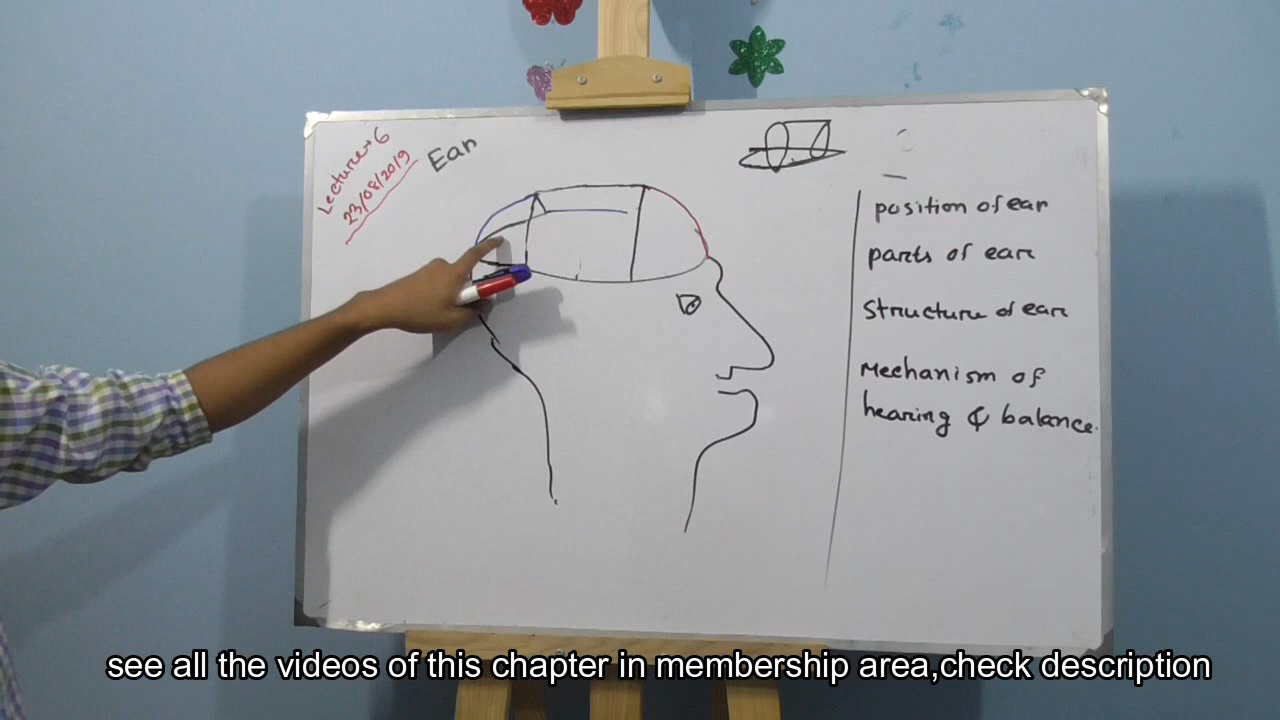 Lecture-6
23/08/2019
Ear
position of ear
parts of ear
Structure of ear
Mechanism of
hearing & balance.
see all the videos of this chapter in membership area,check description